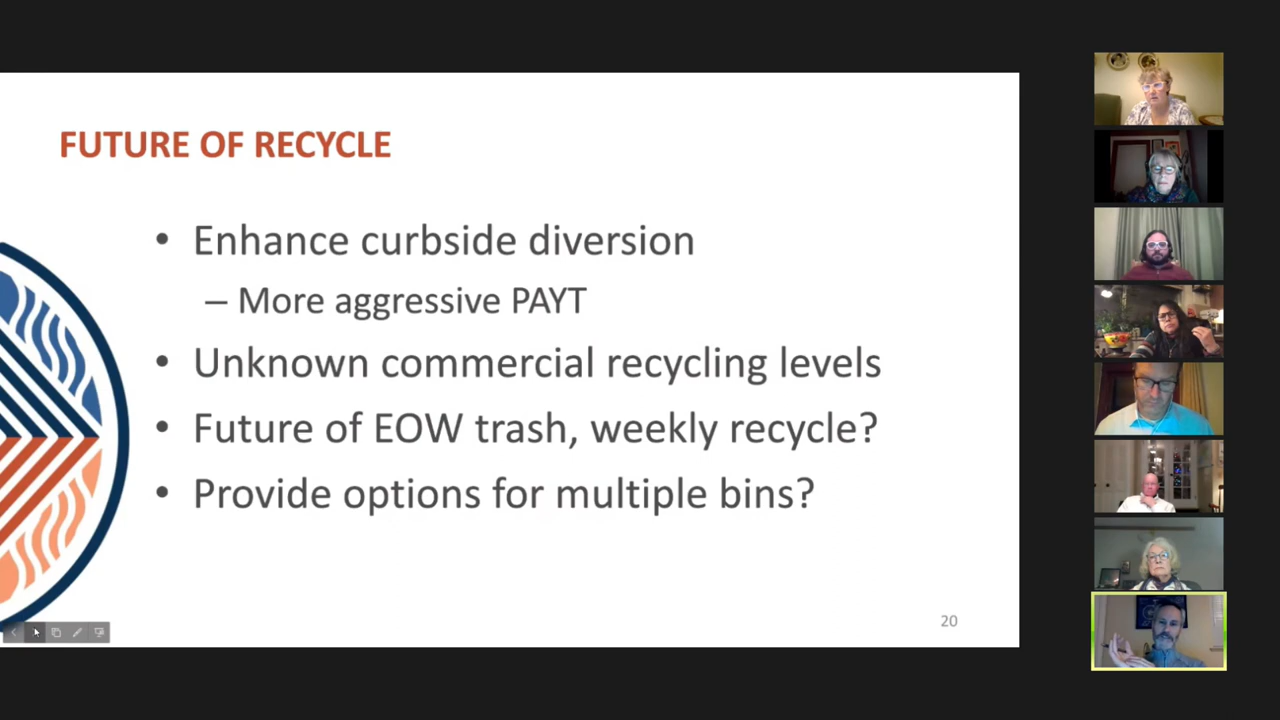 FUTURE OF RECYCLE
• Enhance curbside diversion
– More aggressive PAYT
• Unknown commercial recycling levels
• Future of EOW trash, weekly recycle?
• Provide options for multiple bins?
20